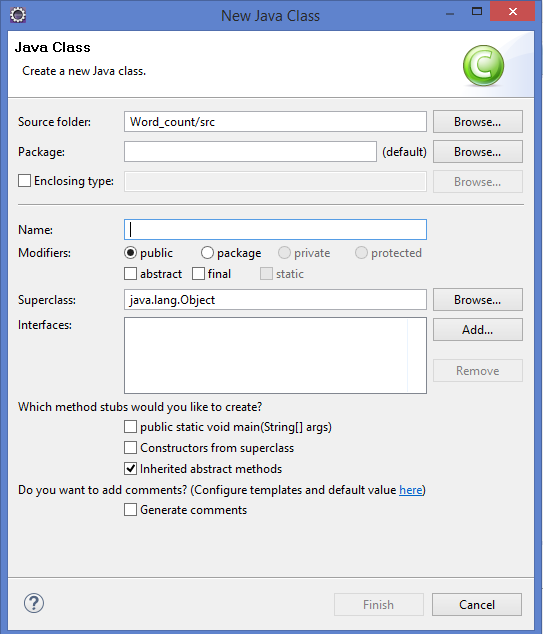 New Java Class
Java Class
Create a new Java class.
Source folder: Word_count/src Browse...
Package: (default) Browse...
Enclosing type: Browse...
Name:
Modifiers: public package private protected
abstract final static
Superclass: java.lang.Object Browse...
Interfaces: Add...
Remove
Which method stubs would you like to create?
public static void main(String[] args)
Constructors from superclass
Inherited abstract methods
Do you want to add comments? (Configure templates and default value here)
Generate comments
? Finish Cancel